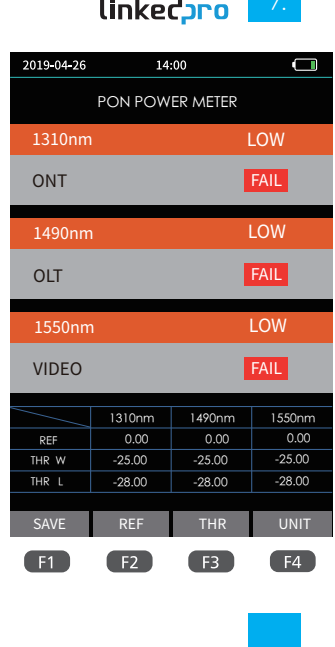 linkedpro 7.
2019-04-26 14:00
PON POWER METER
1310nm LOW
ONT FAIL
1490nm LOW
OLT FAIL
1550nm LOW
VIDEO FAIL
1310nm 1490nm 1550nm
REF 0.00 0.00 0.00
THR W -25.00 -25.00 -25.00
THR L -28.00 -28.00 -28.00
SAVE REF THR UNIT
F1 F2 F3 F4